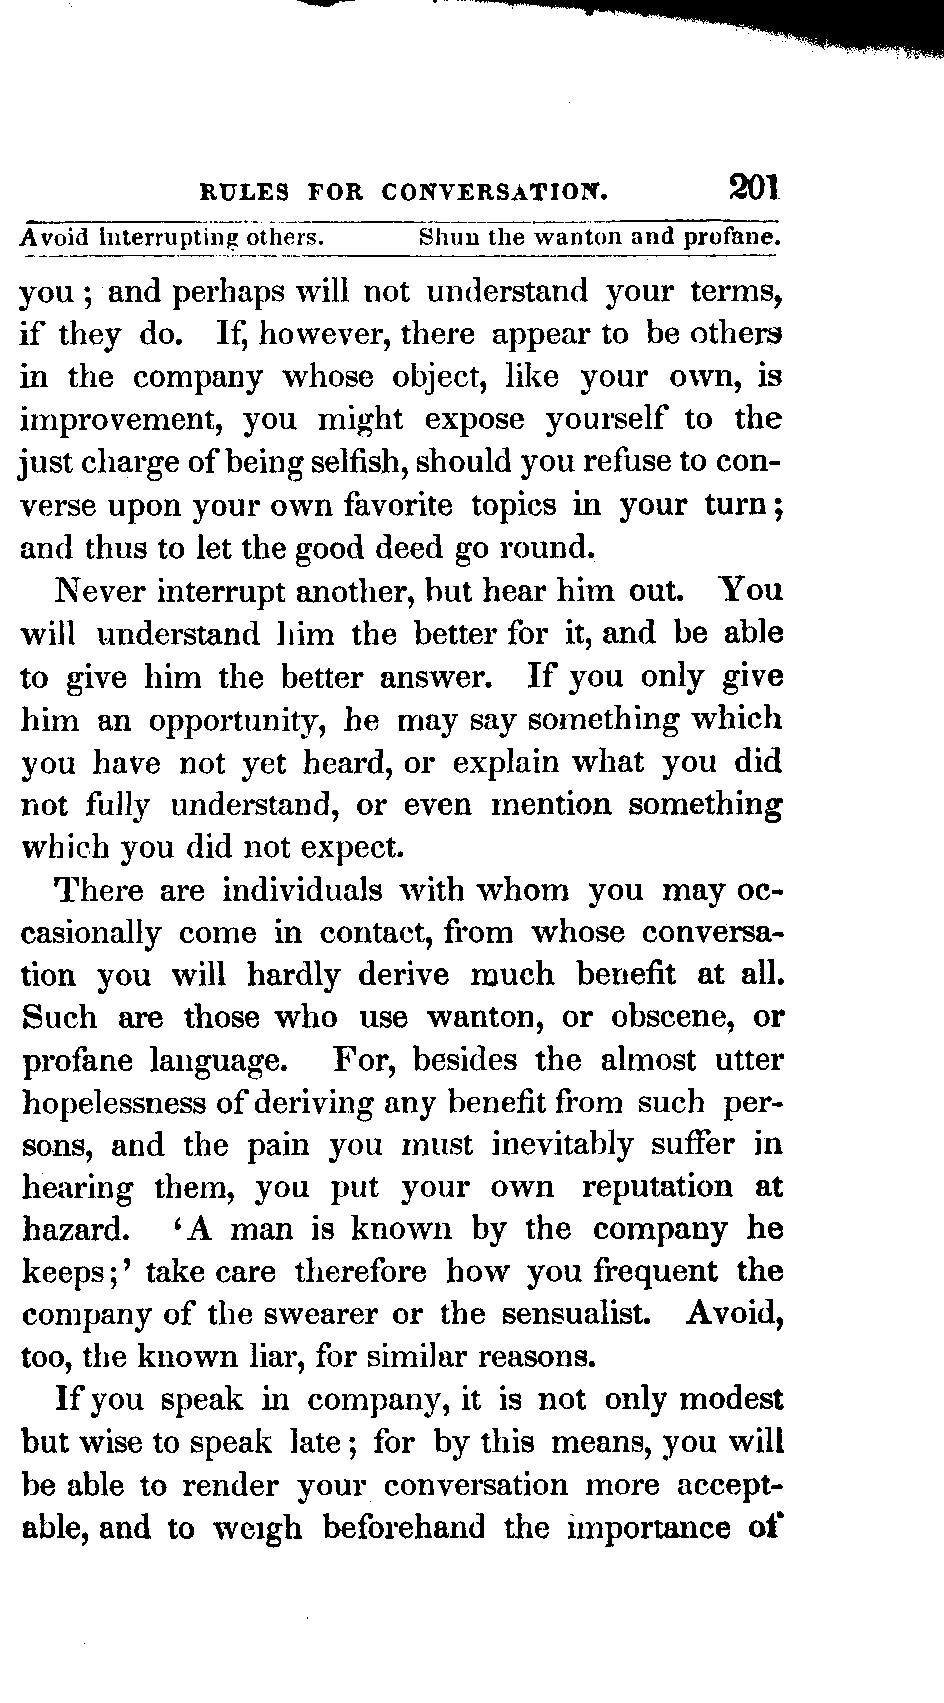 RULES FOR CONVERSATION. 201
Avoid interrupting others. Shun the wanton and profane.
you ; and perhaps will not understand your terms,
if they do. If, however, there appear to be others
in the company whose object, like your own, is
improvement, you might expose yourself to the
just charge of being selfish, should you refuse to con-
verse upon your own favorite topics in your turn ;
and thus to let the good deed go round.
Never interrupt another, but hear him out. You
will understand him the better for it, and be able
to give him the better answer. If you only give
him an opportunity, he may say something which
you have not yet heard, or explain what you did
not fully understand, or even mention something
which you did not expect.
There are individuals with whom you may oc-
casionally come in contact, from whose conversa-
tion you will hardly derive much benefit at all.
Such are those who use wanton, or obscene, or
profane language. For, besides the almost utter
hopelessness of deriving any benefit from such per-
sons, and the pain you must inevitably suffer in
hearing them, you put your own reputation at
hazard. ‘A man is known by the company he
keeps ;’ take care therefore how you frequent the
company of the swearer or the sensualist. Avoid,
too, the known liar, for similar reasons.
If you speak in company, it is not only modest
but wise to speak late ; for by this means, you will
be able to render your conversation more accept-
able, and to weigh beforehand the importance of